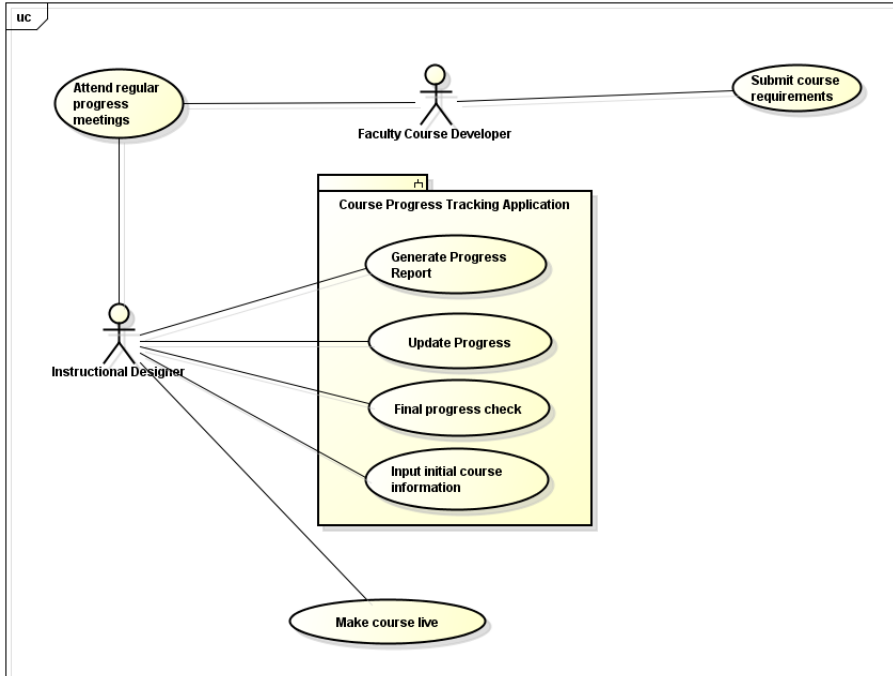 uc
Attend regular
progress
meetings
Faculty Course Developer
Submit course
requirements
Course Progress Tracking Application
Generate Progress
Report
Update Progress
Instructional Designer
Final progress check
Input initial course
information
Make course live